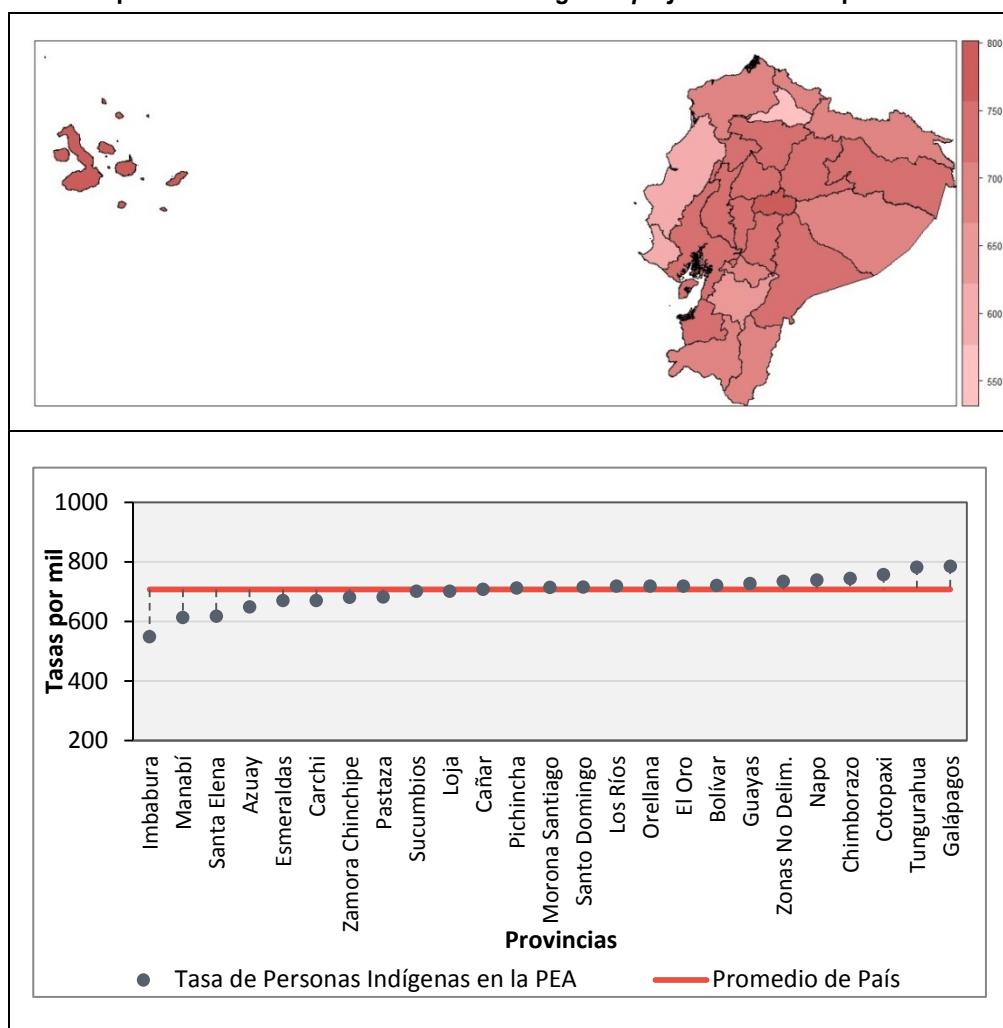 800
750
700
650
600
550
1000
800
600
400
200
Tasas por mil
Imbabura
Manabí
Santa Elena
Azuay
Esmeraldas
Carchi
Zamora Chinchipe
Pastaza
Sucumbios
Loja
Cañar
Pichincha
Morona Santiago
Santo Domingo
Los Ríos
Orellana
El Oro
Bolívar
Guayas
Zonas No Delim.
Napo
Chimborazo
Cotopaxi
Tungurahua
Galápagos
Provincias
Tasa de Personas Indígenas en la PEA
Promedio de País